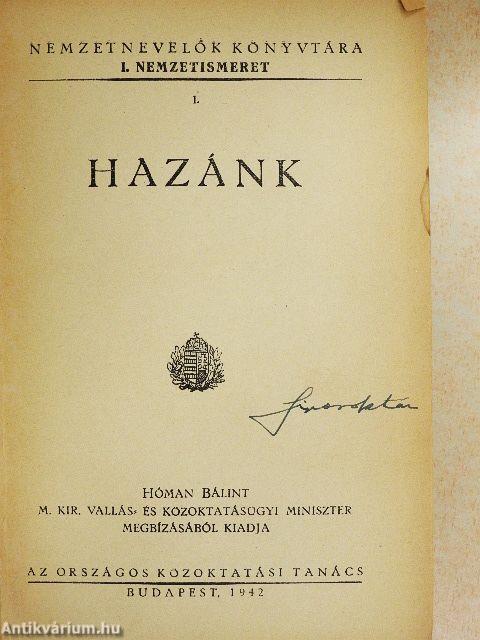 NEMZETNEVELŐK KÖNYVTÁRA
I. NEMZETISMERET
I.
HAZÁNK
HÓMAN BÁLINT
M. KIR. VALLÁS- ÉS KÖZOKTATÁSÜGYI MINISZTER
MEGBÍZÁSÁBÓL KIADJA
AZ ORSZÁGOS KÖZOKTATÁSI TANÁCS
BUDAPEST, 1942
Antikvárium.hu